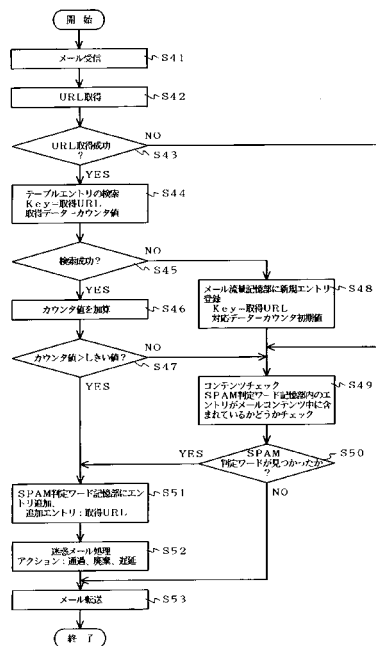 開 始
メール受信
S41
URL取得
S42
URL取得成功
?
NO
S43
YES
テーブルエントリの検索
Key=取得URL
取得データ=カウンタ値
S44
検索成功?
NO
S45
YES
カウンタ値を加算
S46
メール流量記憶部に新規エントリ
登録
Key=取得URL
対応データ=カウンタ初期値
S48
カウンタ値>しきい値?
NO
S47
YES
コンテンツチェック
SPAM判定ワード記憶部内のエ
ントリがメールコンテンツ中に含
まれているかどうかチェック
S49
SPAM
判定ワードが見つかったか
?
S50
YES
NO
SPAM判定ワード記憶部にエン
トリ追加、
追加エントリ:取得URL
S51
迷惑メール処理
アクション:通過、廃棄、遅延
S52
メール転送
S53
終 了